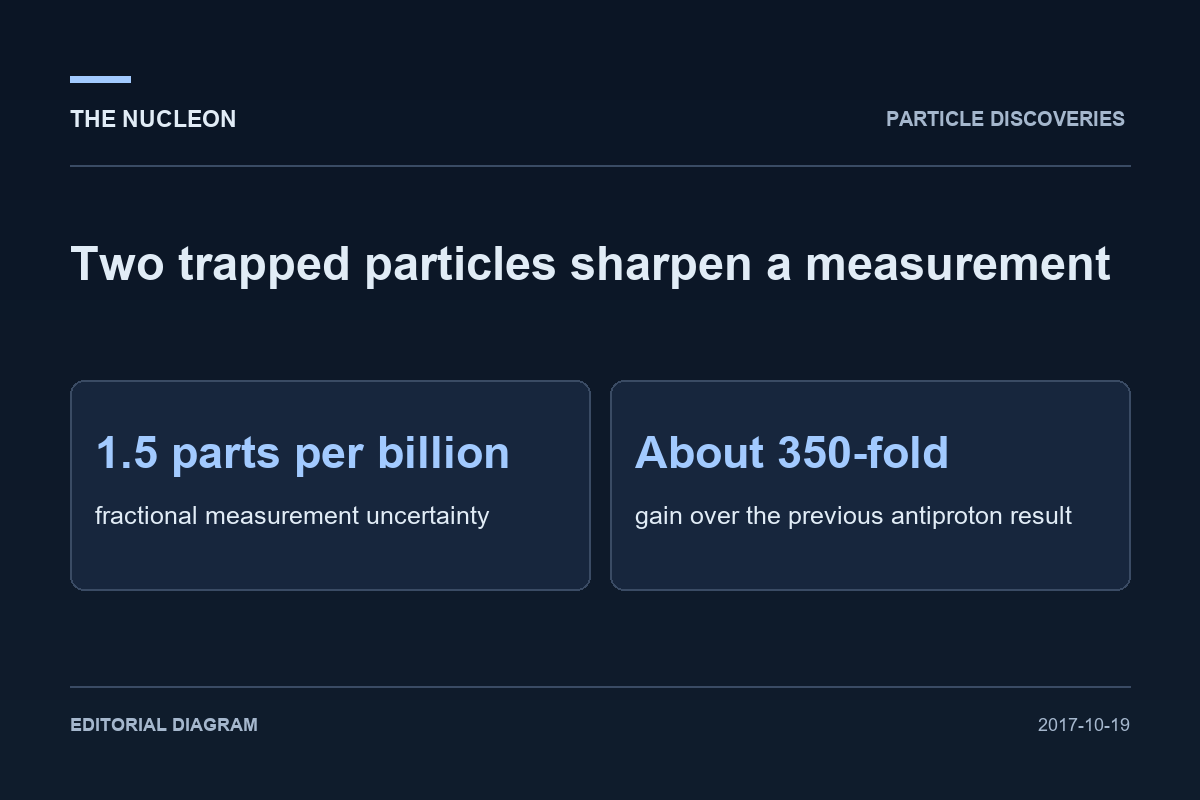 THE NUCLEON
PARTICLE DISCOVERIES
Two trapped particles sharpen a measurement
1.5 parts per billion
fractional measurement uncertainty
About 350-fold
gain over the previous antiproton result
EDITORIAL DIAGRAM
2017-10-19